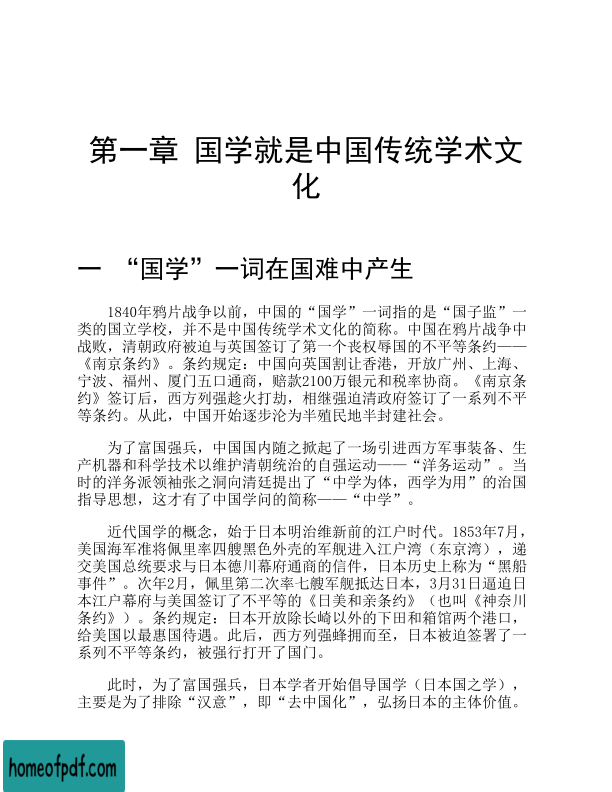 第一章 国学就是中国传统学术文
化
一 “国学”一词在国难中产生
1840年鸦片战争以前，中国的“国学”一词指的是“国子监”一
类的国立学校，并不是中国传统学术文化的简称。中国在鸦片战争中
战败，清朝政府被迫与英国签订了第一个丧权辱国的不平等条约——
《南京条约》。条约规定：中国向英国割让香港，开放广州、上海、
宁波、福州、厦门五口通商，赔款2100万银元和税率协商。《南京条
约》签订后，西方列强趁火打劫，相继强迫清政府签订了一系列不平
等条约。从此，中国开始逐步沦为半殖民地半封建社会。
为了富国强兵，中国国内随之掀起了一场引进西方军事装备、生
产机器和科学技术以维护清朝统治的自强运动——“洋务运动”。当
时的洋务派领袖张之洞向清廷提出了“中学为体，西学为用”的治国
指导思想，这才有了中国学问的简称——“中学”。
近代国学的概念，始于日本明治维新前的江户时代。1853年7月，
美国海军准将佩里率四艘黑色外壳的军舰进入江户湾（东京湾），递
交美国总统要求与日本德川幕府通商的信件，日本历史上称为“黑船
事件”。次年2月，佩里第二次率七艘军舰抵达日本，3月31日逼迫日
本江户幕府与美国签订了不平等的《日美和亲条约》（也叫《神奈川
条约》）。条约规定：日本开放除长崎以外的下田和箱馆两个港口，
给美国以最惠国待遇。此后，西方列强蜂拥而至，日本被迫签署了一
系列不平等条约，被强行打开了国门。
此时，为了富国强兵，日本学者开始倡导国学（日本国之学），
主要是为了排除“汉意”，即“去中国化”，弘扬日本的主体价值。
homeofpdf.com